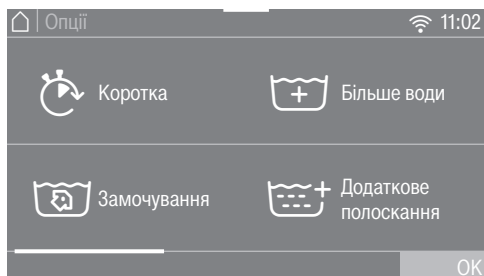 Опції 11:02
Коротка
Більше води
Замочування
Додаткове
полоскання
OK